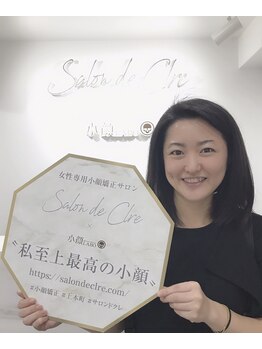 Salon de Clre
小顔
女性専用小顔矯正サロン
Salon de Clre
×
小顔
〝私至上最高の小顔〟
https://salondeclre.com/
#小顔矯正 #上本町 #サロンドクレ